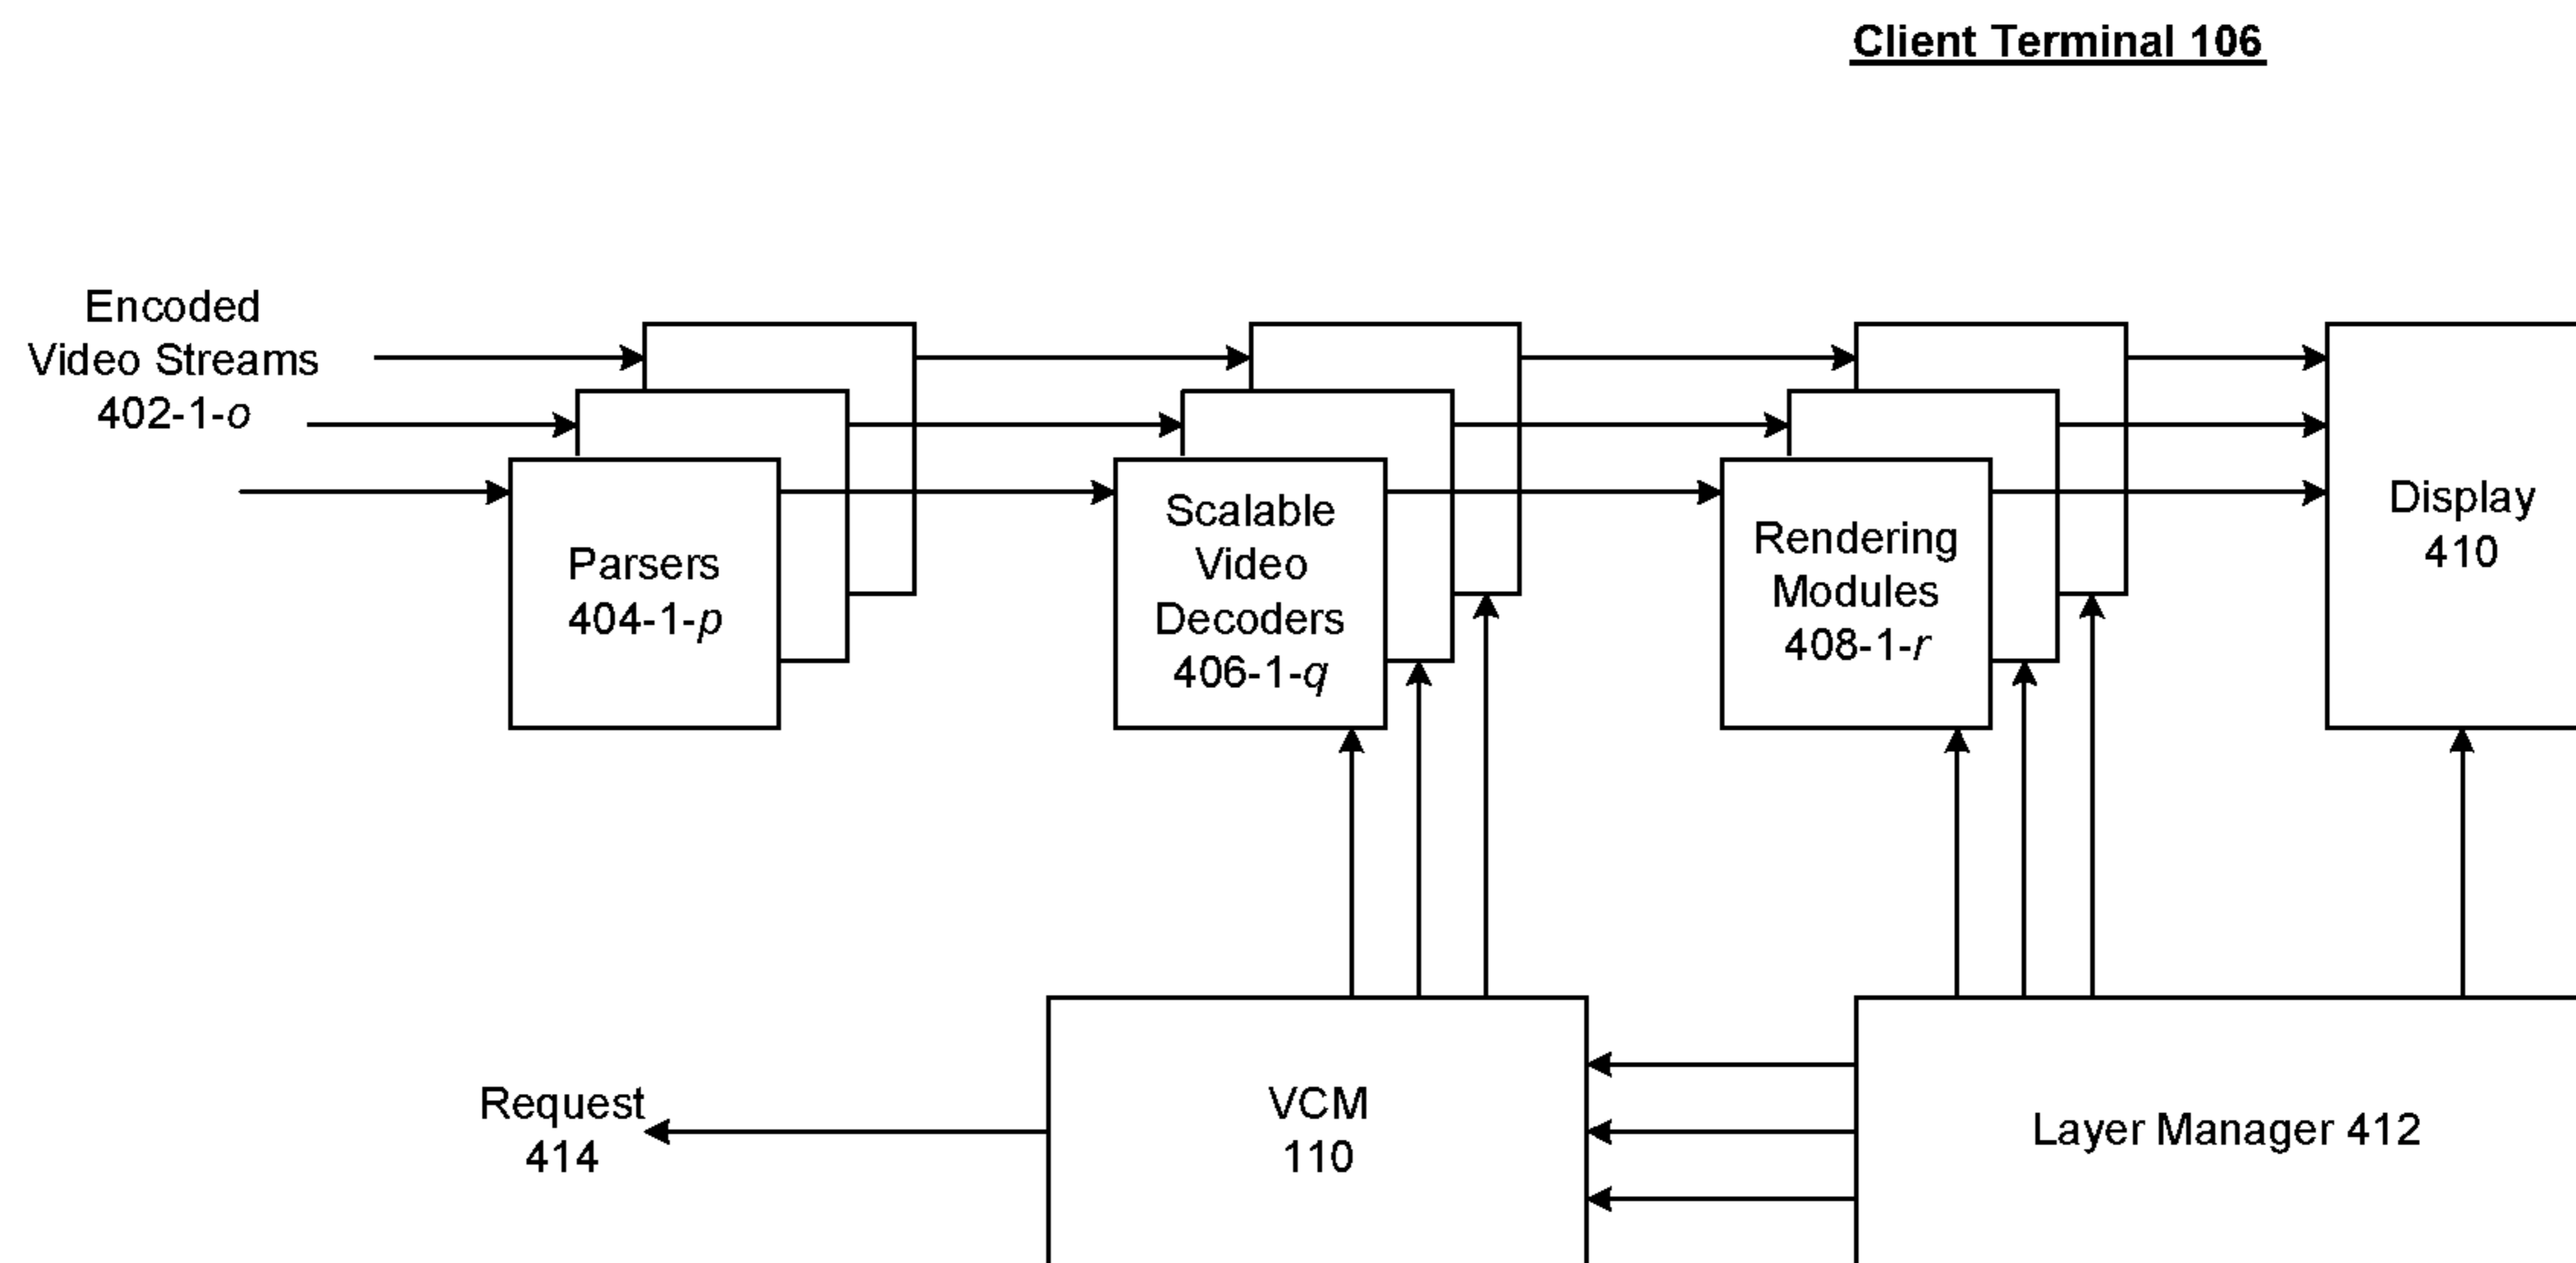 Client Terminal 106
Encoded
Video Streams
402-1-o
Parsers
404-1-p
Scalable
Video
Decoders
406-1-q
Rendering
Modules
408-1-r
Display
410
Request
414
VCM
110
Layer Manager 412